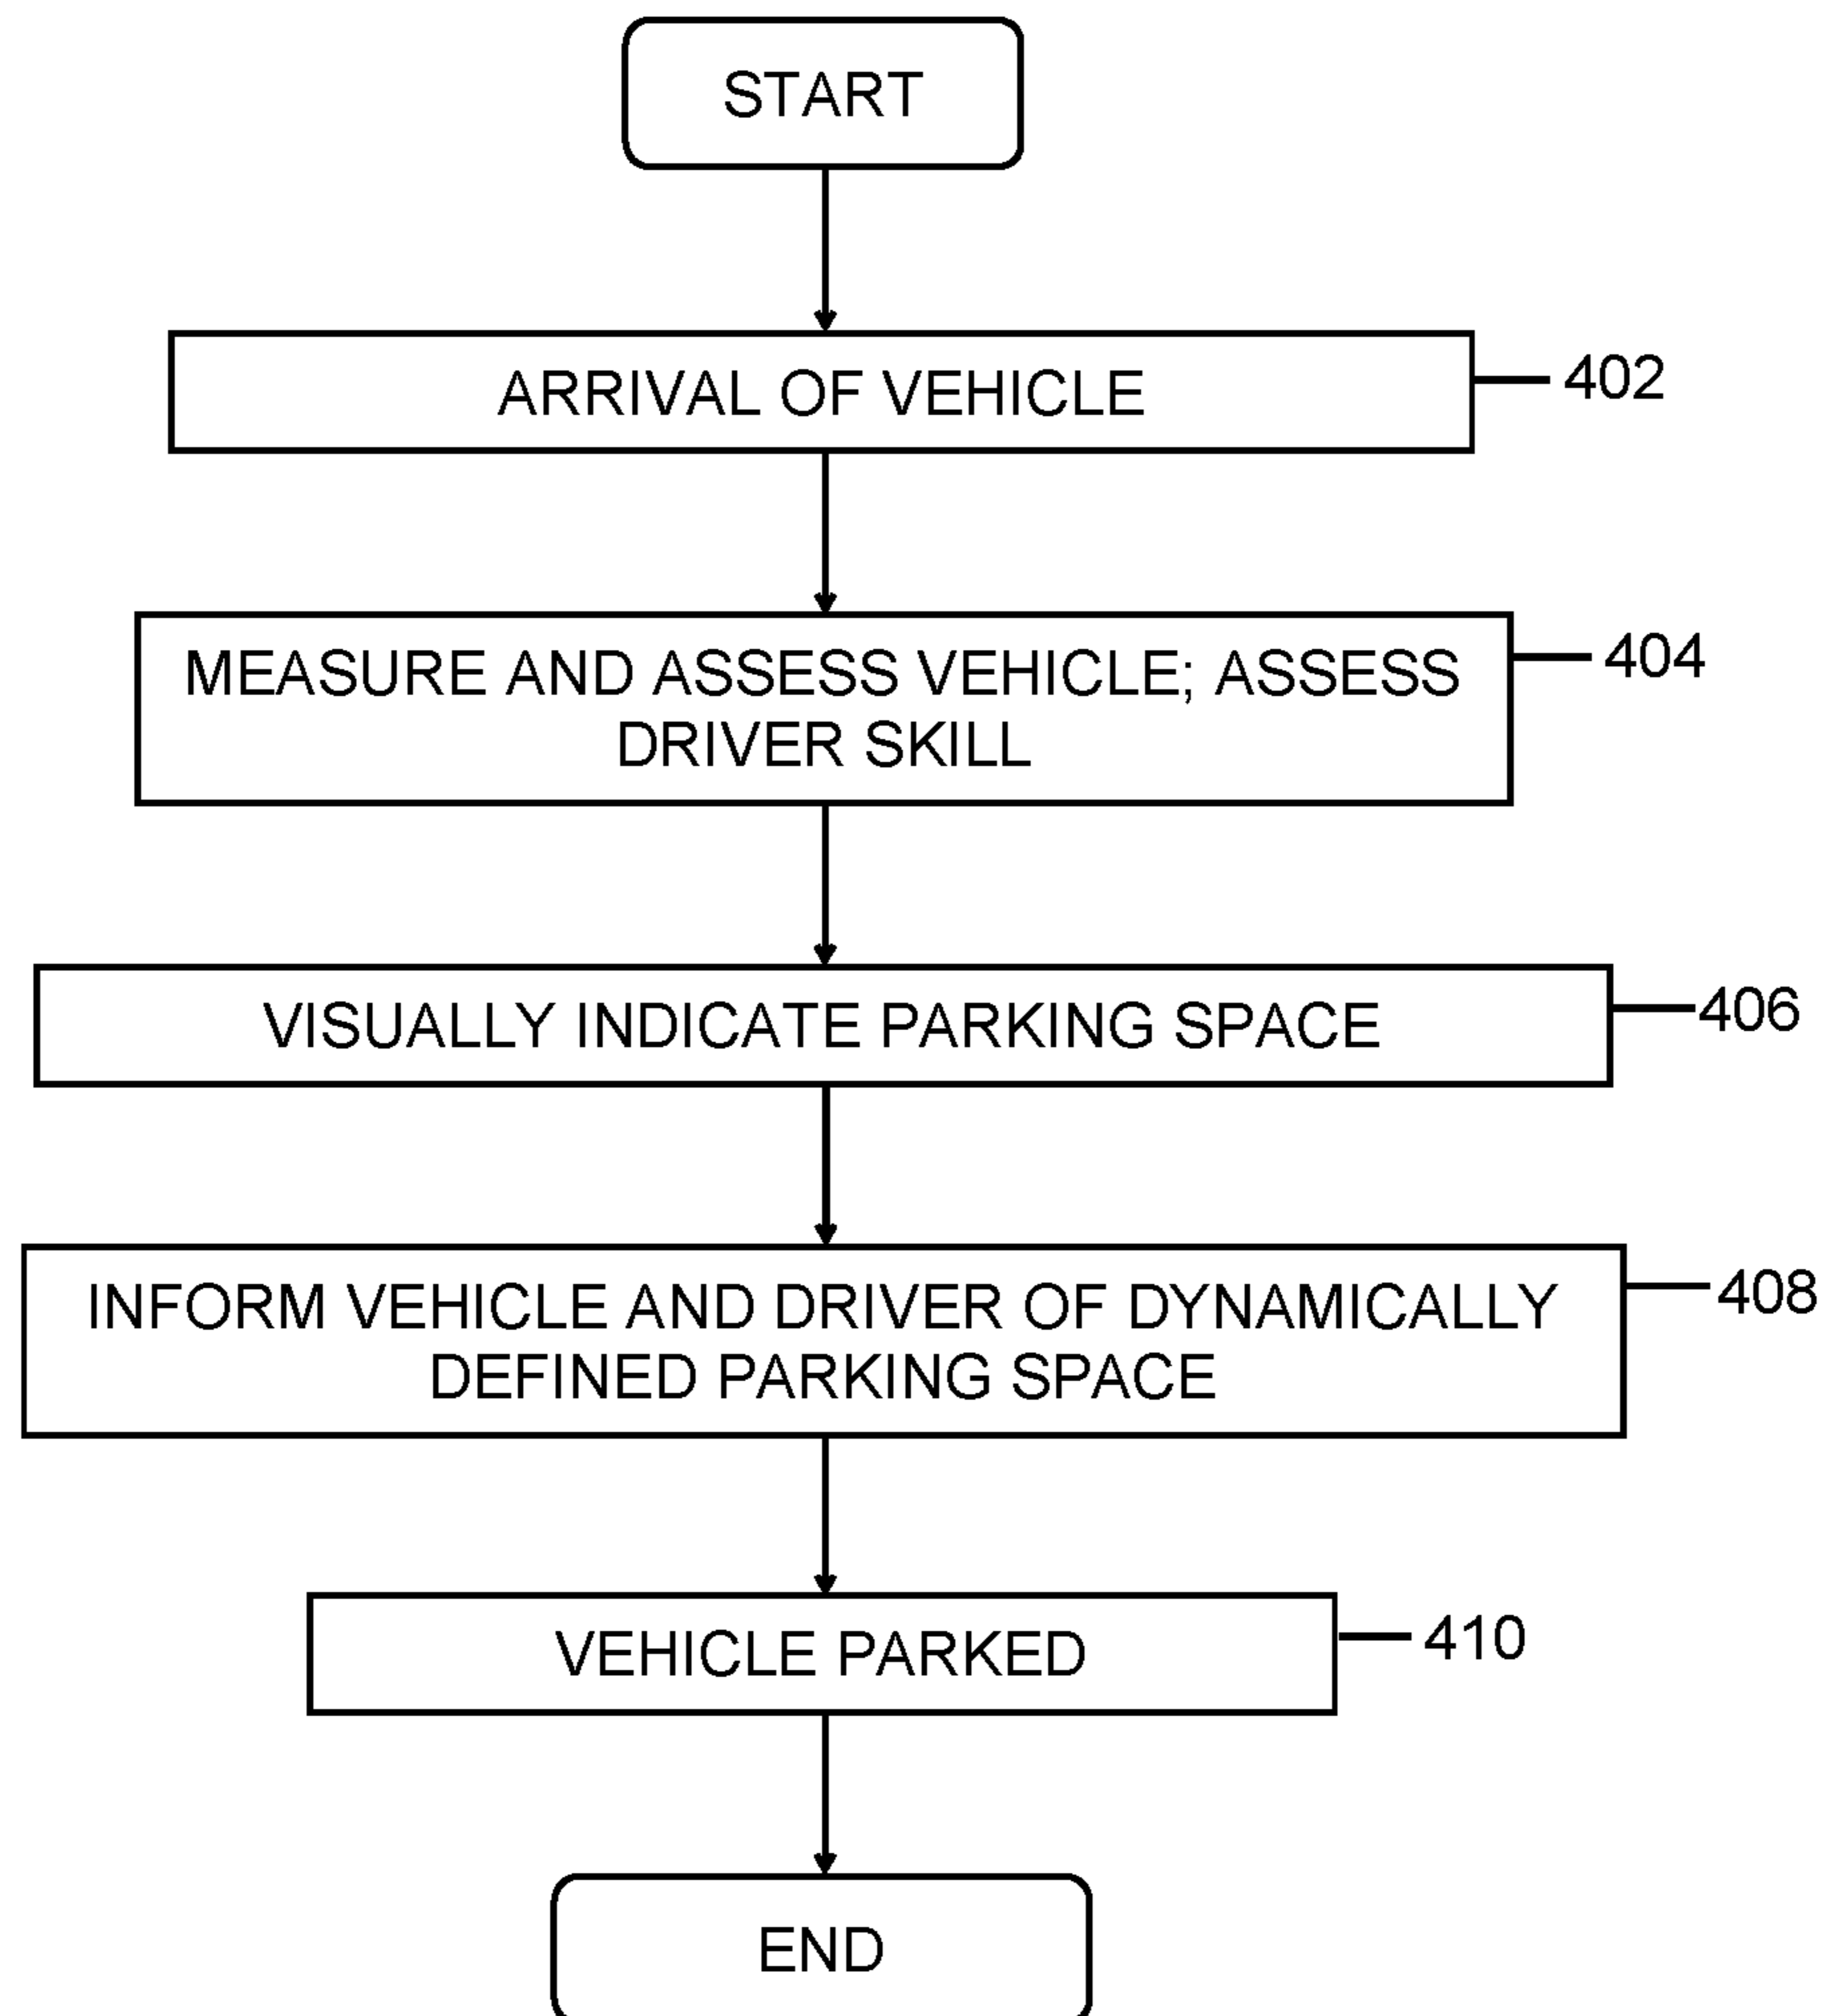 START
ARRIVAL OF VEHICLE
402
MEASURE AND ASSESS VEHICLE; ASSESS
DRIVER SKILL
404
VISUALLY INDICATE PARKING SPACE
406
INFORM VEHICLE AND DRIVER OF DYNAMICALLY
DEFINED PARKING SPACE
408
VEHICLE PARKED
410
END